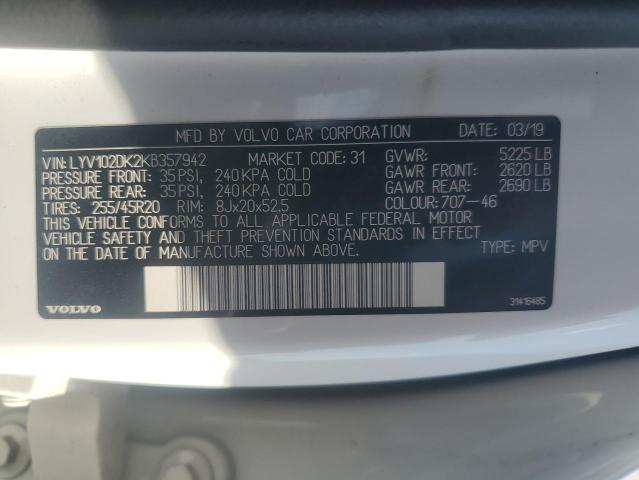 MFD BY VOLVO CAR CORPORATION DATE: 03/19
VIN: LYV102DK2KB357942 MARKET CODE: 31 GVWR: 5225 LB
PRESSURE FRONT: 35 PSI, 240 KPA COLD GAWR FRONT: 2620 LB
PRESSURE REAR: 35 PSI, 240 KPA COLD GAWR REAR: 2690 LB
TIRES: 255/45R20 RIM: 8Jx20x52.5 COLOUR: 707-46
THIS VEHICLE CONFORMS TO ALL APPLICABLE FEDERAL MOTOR
VEHICLE SAFETY AND THEFT PREVENTION STANDARDS IN EFFECT
ON THE DATE OF MANUFACTURE SHOWN ABOVE. TYPE: MPV
VOLVO 31416485